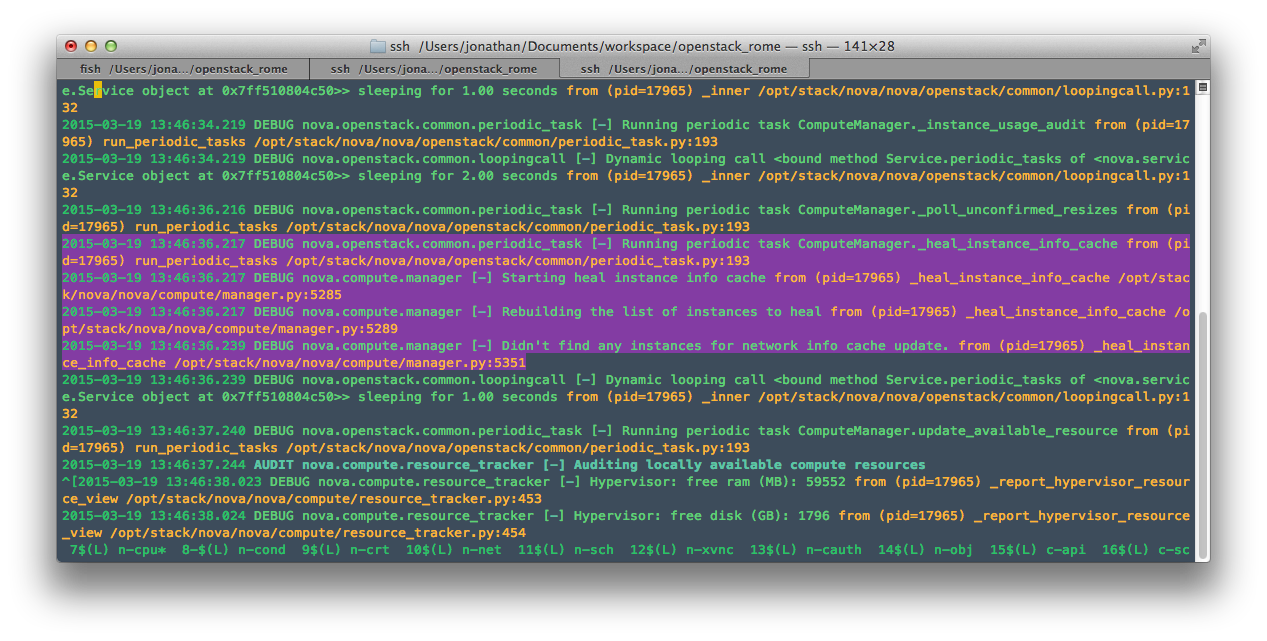 ssh /Users/jonathan/Documents/workspace/openstack_rome — ssh — 141×28
fish /Users/jona.../openstack_rome ssh /Users/jona.../openstack_rome ssh /Users/jona.../openstack_rome
e.Service object at 0x7ff510804c50>> sleeping for 1.00 seconds from (pid=17965) _inner /opt/stack/nova/nova/openstack/common/loopingcall.py:1
32
2015-03-19 13:46:34.219 DEBUG nova.openstack.common.periodic_task [-] Running periodic task ComputeManager._instance_usage_audit from (pid=17
965) run_periodic_tasks /opt/stack/nova/nova/openstack/common/periodic_task.py:193
2015-03-19 13:46:34.219 DEBUG nova.openstack.common.loopingcall [-] Dynamic looping call <bound method Service.periodic_tasks of <nova.servic
e.Service object at 0x7ff510804c50>> sleeping for 2.00 seconds from (pid=17965) _inner /opt/stack/nova/nova/openstack/common/loopingcall.py:1
32
2015-03-19 13:46:36.216 DEBUG nova.openstack.common.periodic_task [-] Running periodic task ComputeManager._poll_unconfirmed_resizes from (pi
d=17965) run_periodic_tasks /opt/stack/nova/nova/openstack/common/periodic_task.py:193
2015-03-19 13:46:36.217 DEBUG nova.openstack.common.periodic_task [-] Running periodic task ComputeManager._heal_instance_info_cache from (pi
d=17965) run_periodic_tasks /opt/stack/nova/nova/openstack/common/periodic_task.py:193
2015-03-19 13:46:36.217 DEBUG nova.compute.manager [-] Starting heal instance info cache from (pid=17965) _heal_instance_info_cache /opt/stac
k/nova/nova/compute/manager.py:5285
2015-03-19 13:46:36.217 DEBUG nova.compute.manager [-] Rebuilding the list of instances to heal from (pid=17965) _heal_instance_info_cache /o
pt/stack/nova/nova/compute/manager.py:5289
2015-03-19 13:46:36.239 DEBUG nova.compute.manager [-] Didn't find any instances for network info cache update. from (pid=17965) _heal_instan
ce_info_cache /opt/stack/nova/nova/compute/manager.py:5351
2015-03-19 13:46:36.239 DEBUG nova.openstack.common.loopingcall [-] Dynamic looping call <bound method Service.periodic_tasks of <nova.servic
e.Service object at 0x7ff510804c50>> sleeping for 1.00 seconds from (pid=17965) _inner /opt/stack/nova/nova/openstack/common/loopingcall.py:1
32
2015-03-19 13:46:37.240 DEBUG nova.openstack.common.periodic_task [-] Running periodic task ComputeManager.update_available_resource from (pi
d=17965) run_periodic_tasks /opt/stack/nova/nova/openstack/common/periodic_task.py:193
2015-03-19 13:46:37.244 AUDIT nova.compute.resource_tracker [-] Auditing locally available compute resources
^[2015-03-19 13:46:38.023 DEBUG nova.compute.resource_tracker [-] Hypervisor: free ram (MB): 59552 from (pid=17965) _report_hypervisor_resour
ce_view /opt/stack/nova/nova/compute/resource_tracker.py:453
2015-03-19 13:46:38.024 DEBUG nova.compute.resource_tracker [-] Hypervisor: free disk (GB): 1796 from (pid=17965) _report_hypervisor_resource
_view /opt/stack/nova/nova/compute/resource_tracker.py:454
7$(L) n-cpu* 8-$(L) n-cond 9$(L) n-crt 10$(L) n-net 11$(L) n-sch 12$(L) n-xvnc 13$(L) n-cauth 14$(L) n-obj 15$(L) c-api 16$(L) c-sc